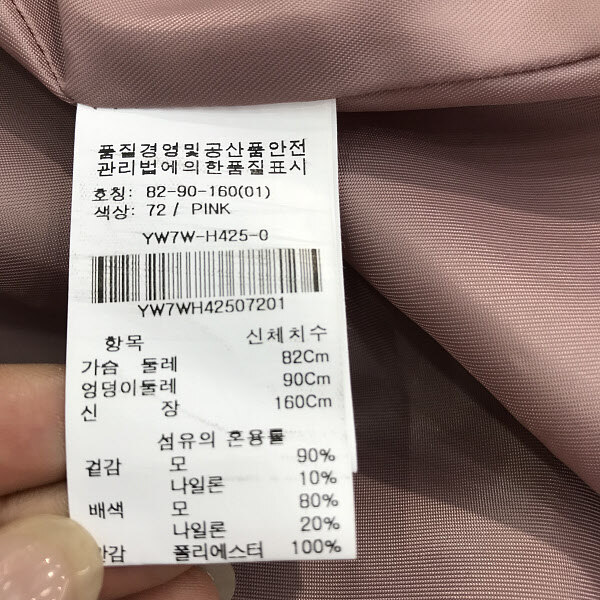 품질경영및공산품안전
관리법에의한품질표시
호칭: 82-90-160(01)
색상: 72 / PINK
YW7W-H425-0
YW7WH42507201
항목 신체치수
가슴 둘레 82Cm
엉덩이둘레 90Cm
신 장 160Cm
섬유의 혼용률
겉감 모 90%
나일론 10%
배색 모 80%
나일론 20%
안감 폴리에스터 100%